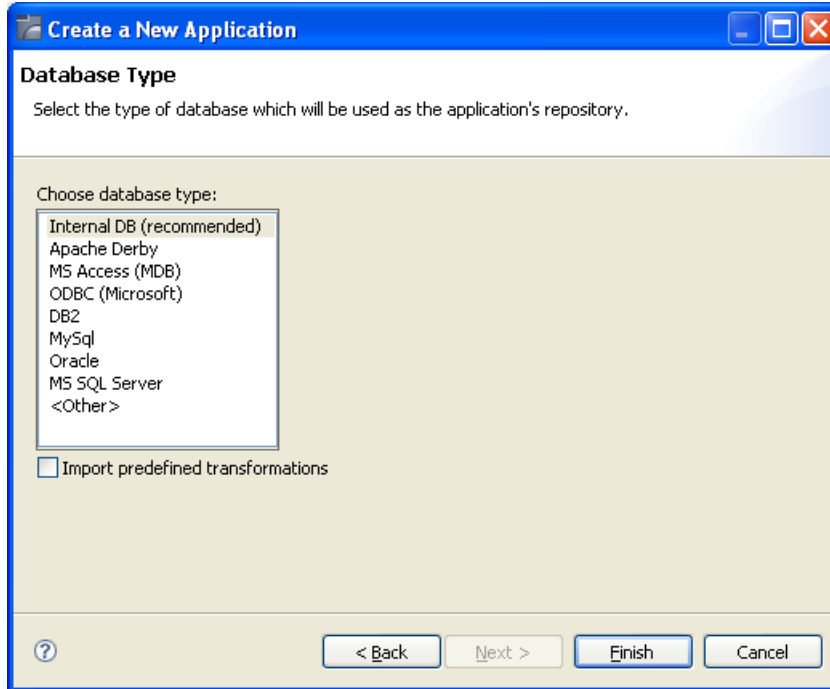 Create a New Application
Database Type
Select the type of database which will be used as the application's repository.
Choose database type:
Internal DB (recommended)
Apache Derby
MS Access (MDB)
ODBC (Microsoft)
DB2
MySql
Oracle
MS SQL Server
<Other>
Import predefined transformations
? < Back Next > Finish Cancel